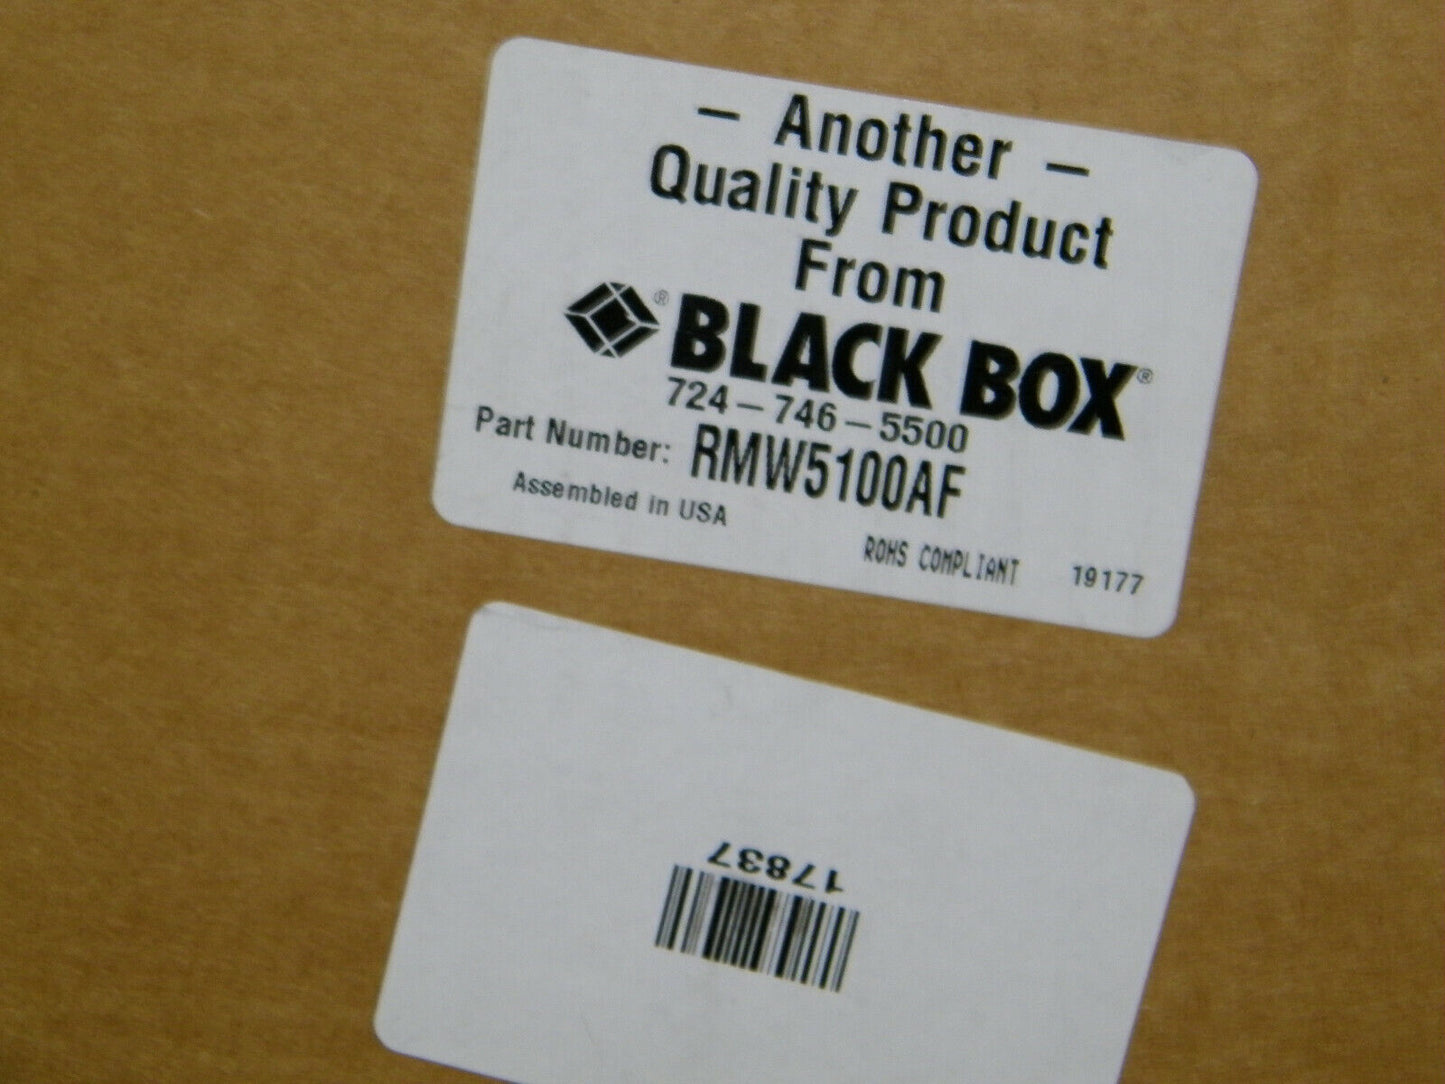 – Another –
Quality Product
From
® BLACK BOX®
724–746–5500
Part Number: RMW5100AF
Assembled in USA
ROHS COMPLIANT 19177
17837